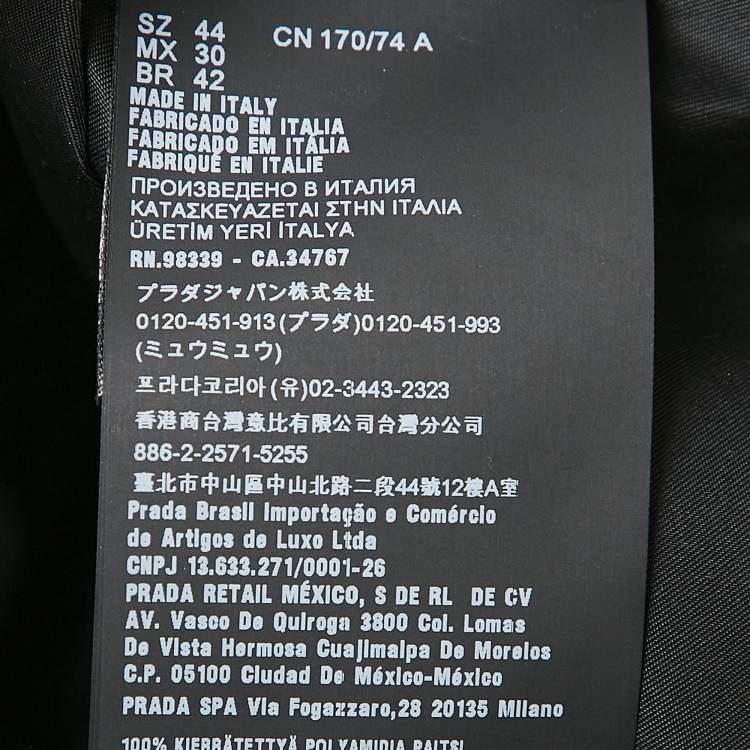 SZ 44
MX 30
BR 42
CN 170/74 A
MADE IN ITALY
FABRICADO EN ITALIA
FABRICADO EM ITÁLIA
FABRIQUÉ EN ITALIE
ПРОИЗВЕДЕНО В ИТАЛИЯ
ΚΑΤΑΣΚΕΥΑΖΕΤΑΙ ΣΤΗΝ ΙΤΑΛΙΑ
ÜRETİM YERİ İTALYA
RN.98339 - CA.34767
プラダジャパン株式会社
0120-451-913(プラダ)0120-451-993
(ミュウミュウ)
프라다코리아(유)02-3443-2323
香港商台灣意比有限公司台灣分公司
886-2-2571-5255
臺北市中山區中山北路二段44號12樓A室
Prada Brasil Importação e Comércio
de Artigos de Luxo Ltda
CNPJ 13.633.271/0001-26
PRADA RETAIL MÉXICO, S DE RL DE CV
AV. Vasco De Quiroga 3800 Col. Lomas
De Vista Hermosa Cuajimalpa De Morelos
C.P. 05100 Ciudad De México-México
PRADA SPA Via Fogazzaro,28 20135 Milano
100% KIERRÄTETTYÄ POLYAMIDIA PAITSI